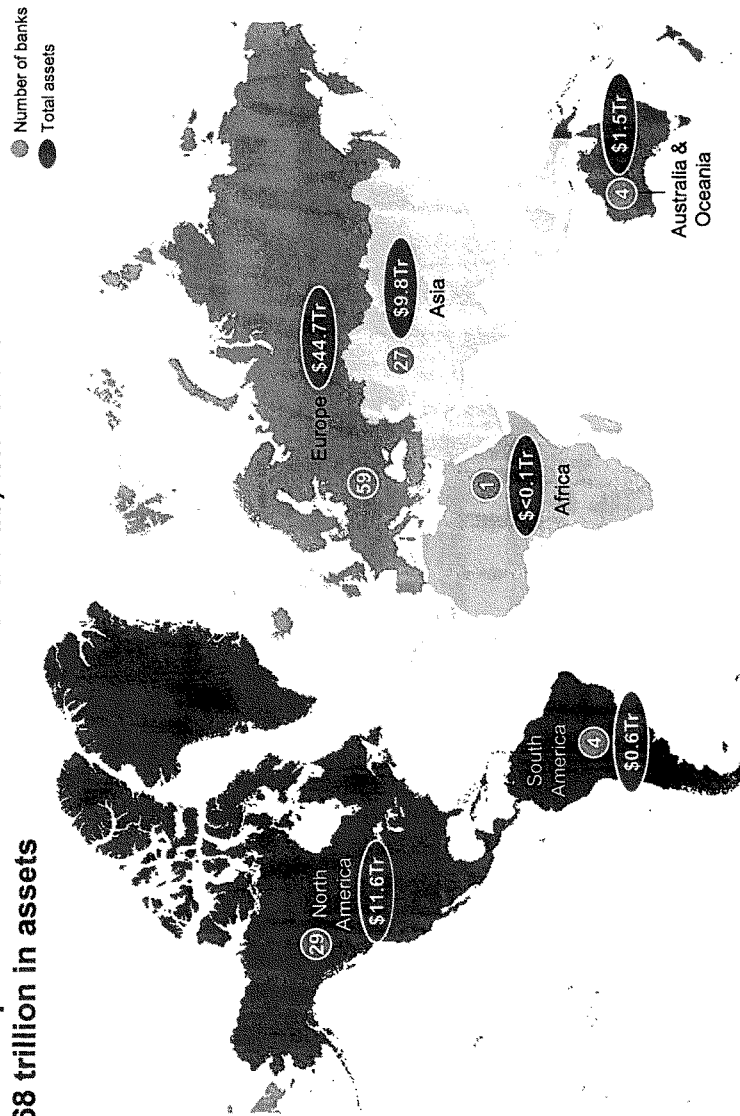 68 trillion in assets
Number of banks
Total assets
29 North
America
$11.6Tr
South
America
4
$0.6Tr
Europe
$44.7Tr
59
27
$9.8Tr
Asia
1
$<0.1Tr
Africa
4
$1.5Tr
Australia &
Oceania